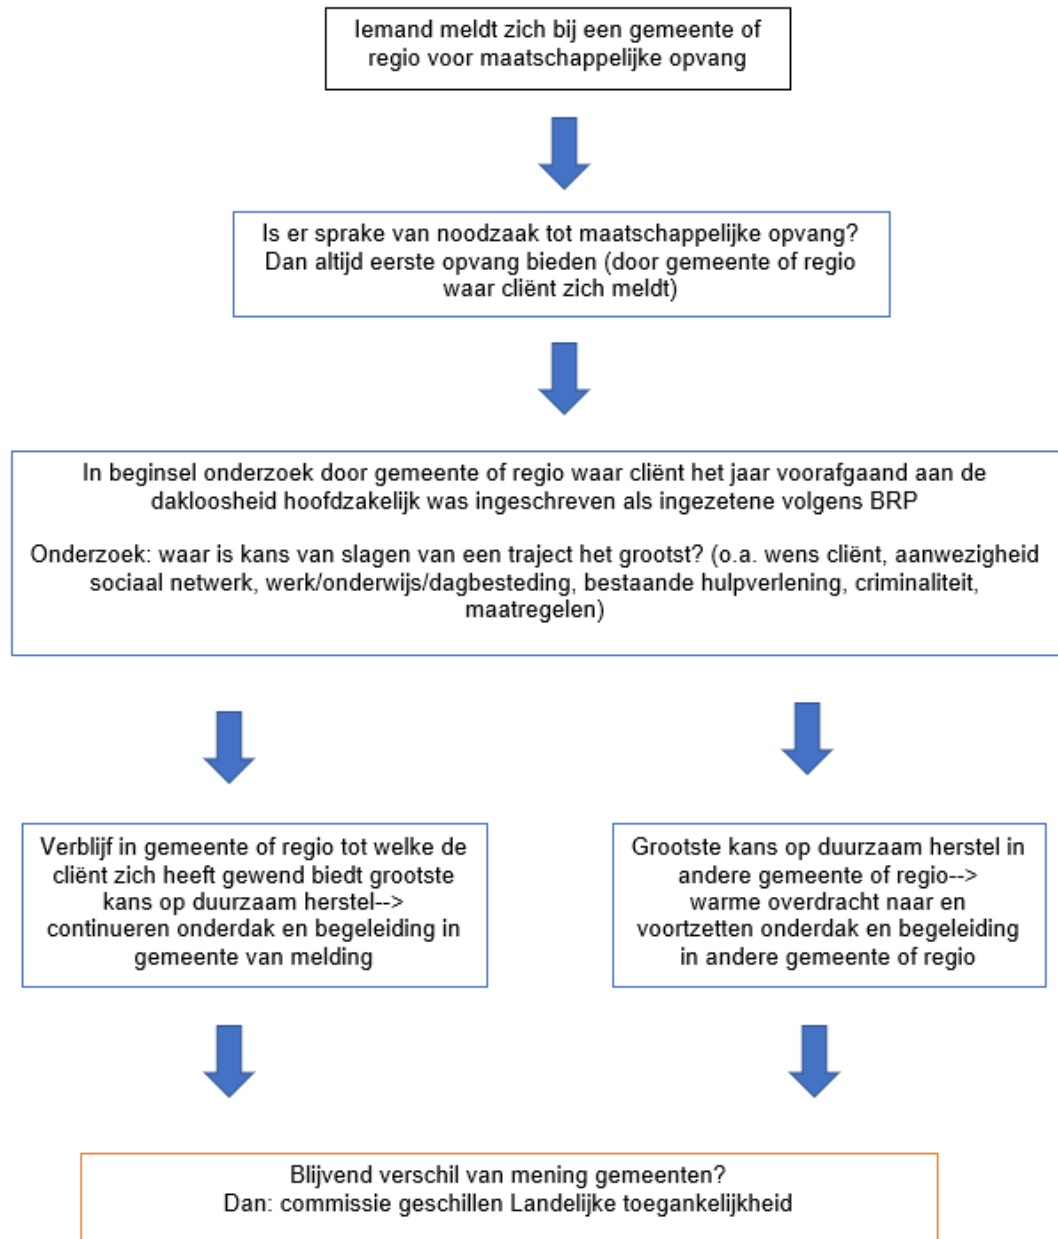 Iemand meldt zich bij een gemeente of
regio voor maatschappelijke opvang
Is er sprake van noodzaak tot maatschappelijke opvang?
Dan altijd eerste opvang bieden (door gemeente of regio
waar cliënt zich meldt)
In beginsel onderzoek door gemeente of regio waar cliënt het jaar voorafgaand aan de
dakloosheid hoofdzakelijk was ingeschreven als ingezetene volgens BRP
Onderzoek: waar is kans van slagen van een traject het grootst? (o.a. wens cliënt, aanwezigheid
sociaal netwerk, werk/onderwijs/dagbesteding, bestaande hulpverlening, criminaliteit,
maatregelen)
Verblijf in gemeente of regio tot welke de
cliënt zich heeft gewend biedt grootste
kans op duurzaam herstel-->
continueren onderdak en begeleiding in
gemeente van melding
Grootste kans op duurzaam herstel in
andere gemeente of regio-->
warme overdracht naar en
voortzetten onderdak en begeleiding
in andere gemeente of regio
Blijvend verschil van mening gemeenten?
Dan: commissie geschillen Landelijke toegankelijkheid